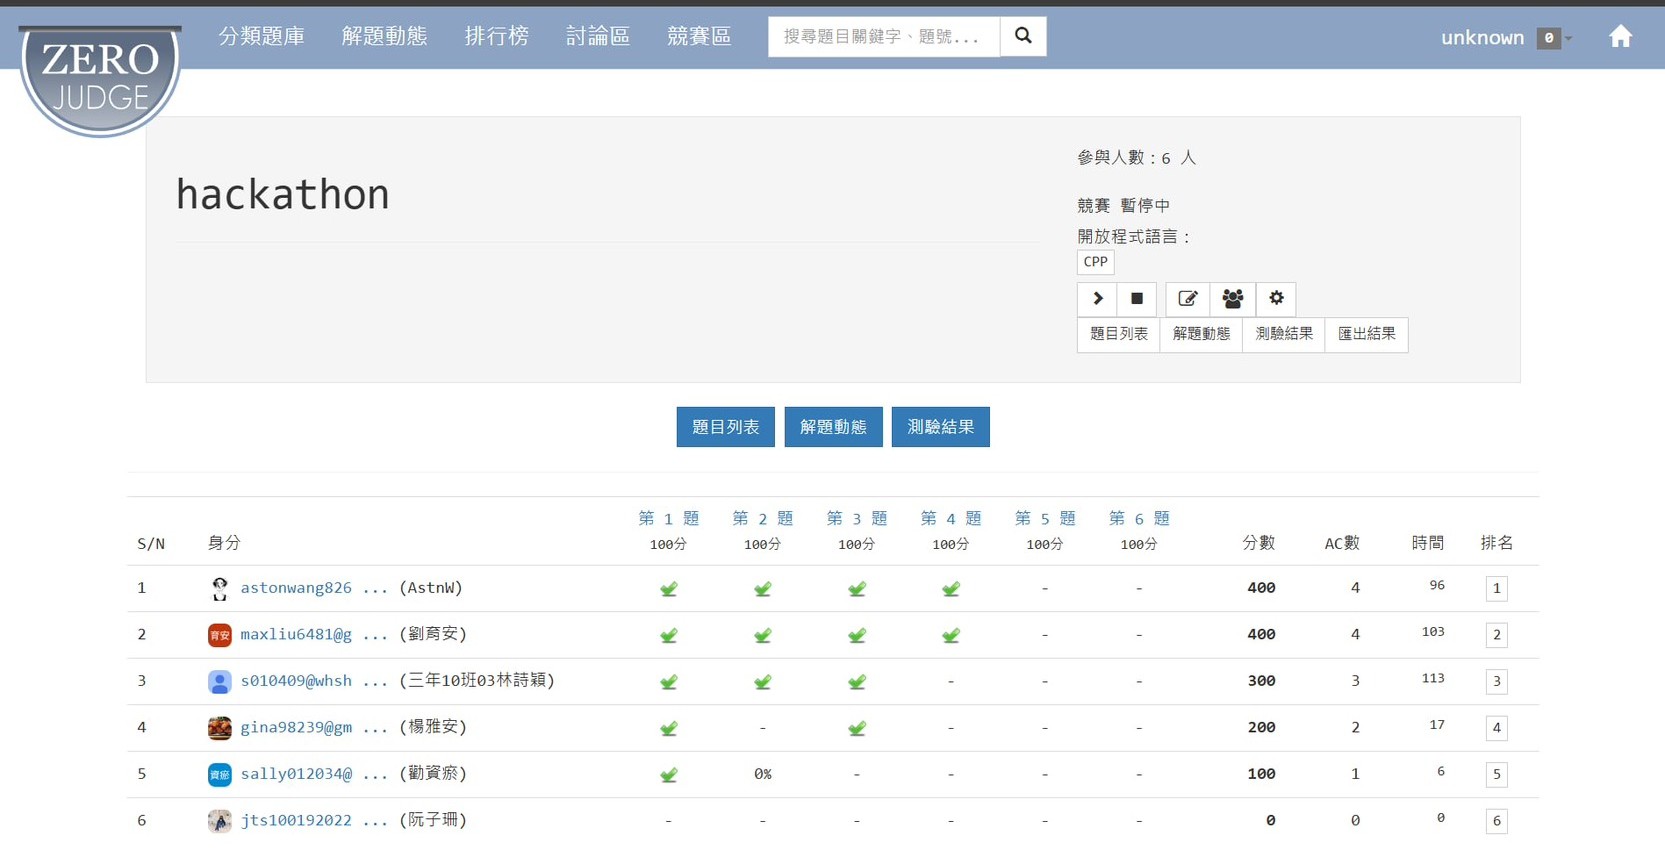 ZERO
JUDGE
分類題庫 解題動態 排行榜 討論區 競賽區 搜尋題目關鍵字、題號... unknown 0
hackathon
參與人數：6 人
競賽 暫停中
開放程式語言：
CPP
題目列表 解題動態 測驗結果 匯出結果
題目列表 解題動態 測驗結果
第 1 題 第 2 題 第 3 題 第 4 題 第 5 題 第 6 題
S/N 身分 100分 100分 100分 100分 100分 100分 分數 AC數 時間 排名
1 astonwang826 ... (AstnW) - - 400 4 96 1
2 育安 maxliu6481@g ... (劉育安) - - 400 4 103 2
3 s010409@whsh ... (三年10班03林詩穎) - - - 300 3 113 3
4 gina98239@gm ... (楊雅安) - - - - 200 2 17 4
5 資瘀 sally012034@ ... (勸資瘀) 0% - - - - 100 1 6 5
6 jts100192022 ... (阮子珊) - - - - - - 0 0 0 6